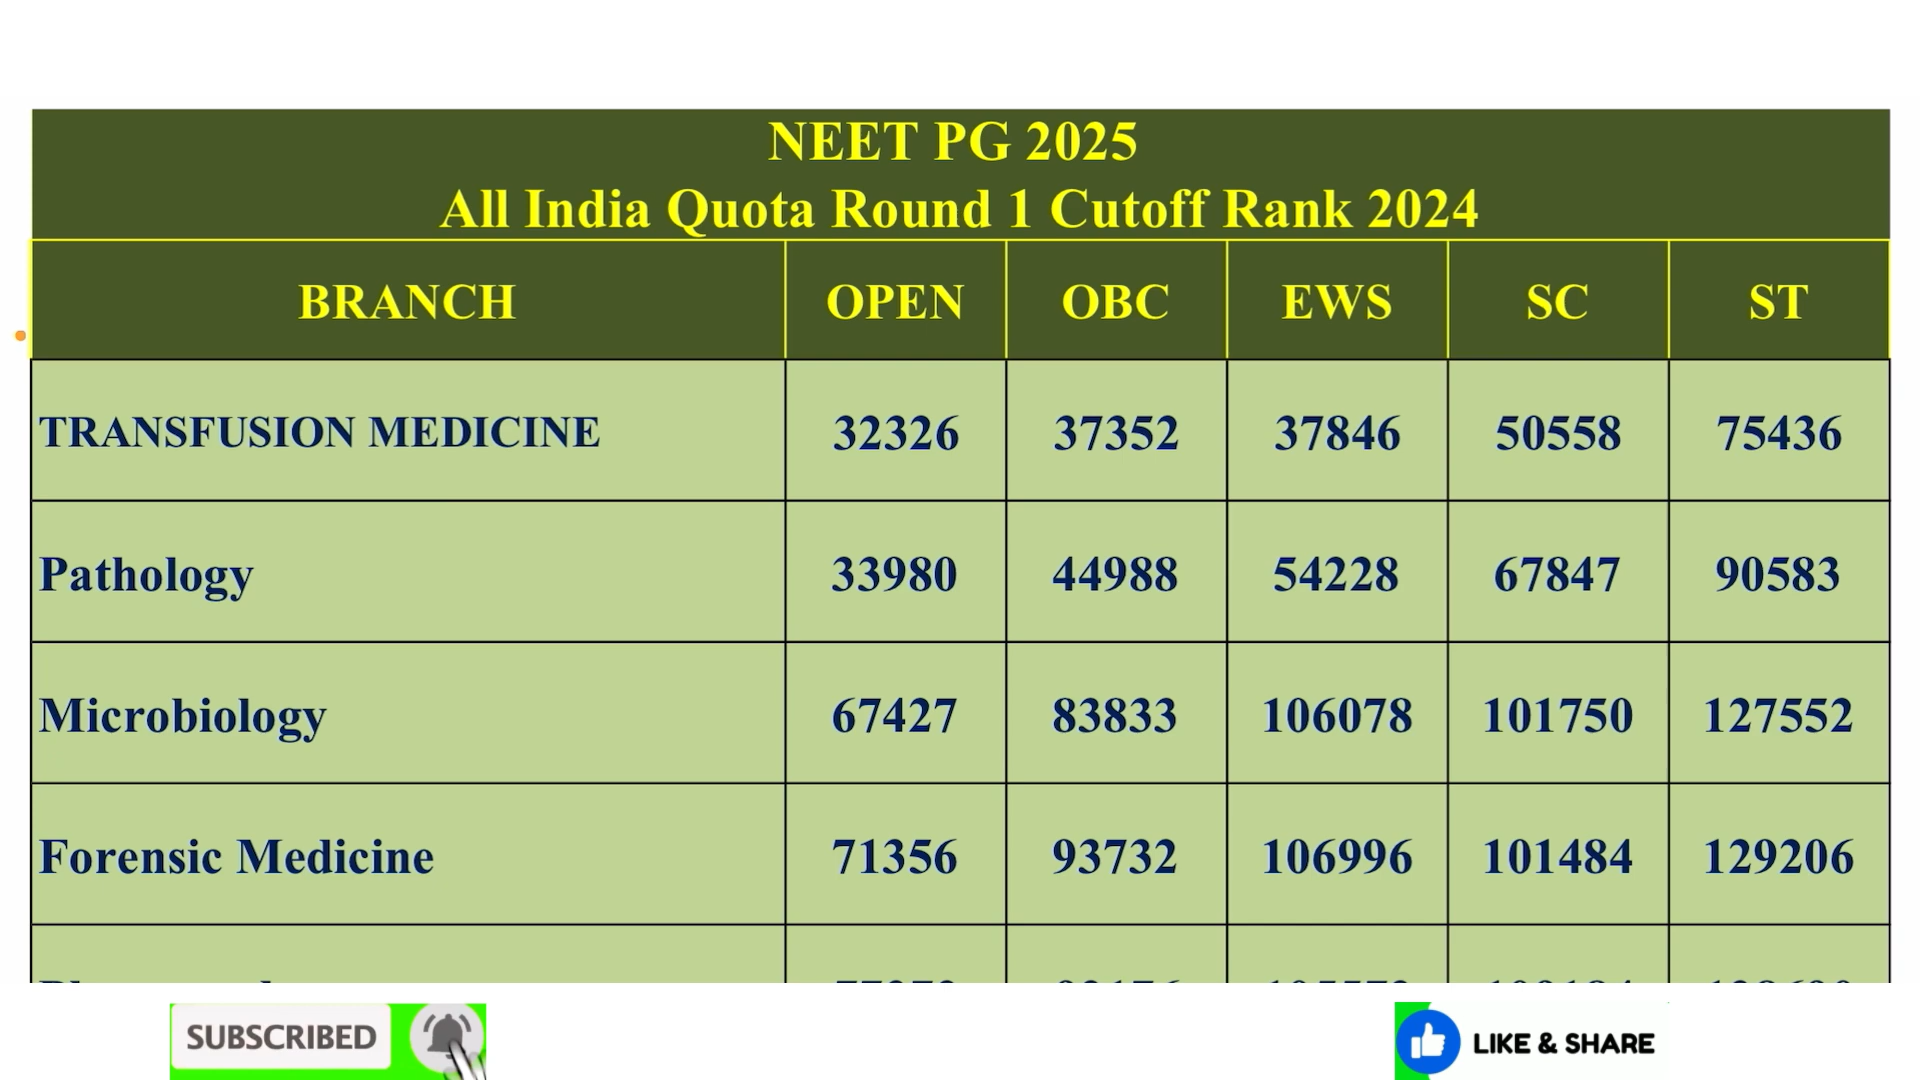 NEET PG 2025
All India Quota Round 1 Cutoff Rank 2024
BRANCH OPEN OBC EWS SC ST
TRANSFUSION MEDICINE 32326 37352 37846 50558 75436
Pathology 33980 44988 54228 67847 90583
Microbiology 67427 83833 106078 101750 127552
Forensic Medicine 71356 93732 106996 101484 129206
SUBSCRIBED
LIKE & SHARE